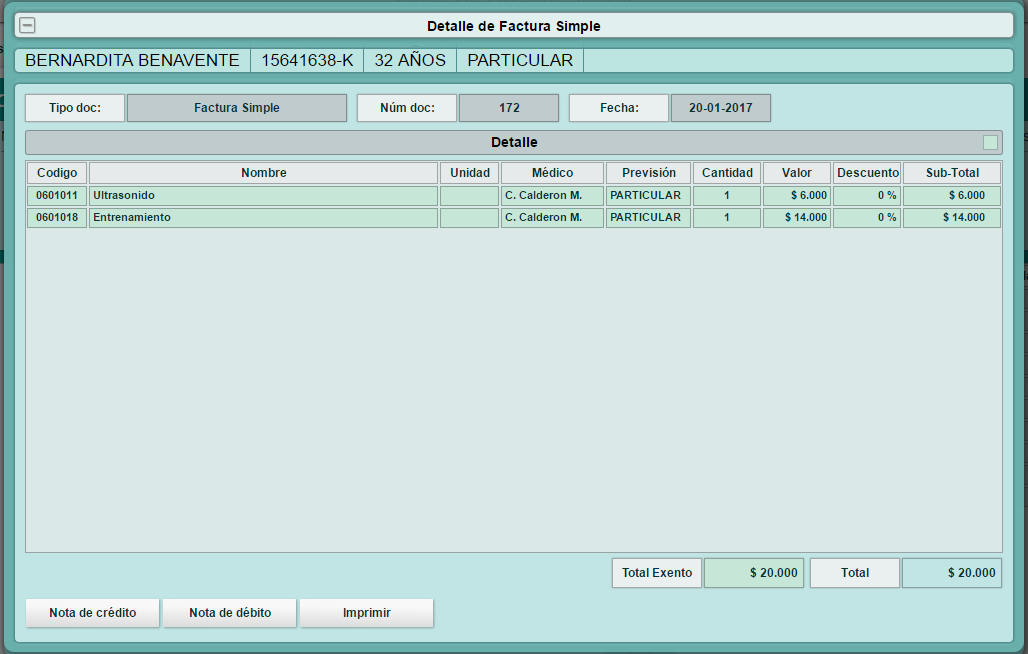 Detalle de Factura Simple
BERNARDITA BENAVENTE 15641638-K 32 AÑOS PARTICULAR
Tipo doc: Factura Simple Núm doc: 172 Fecha: 20-01-2017
Detalle
Codigo Nombre Unidad Médico Previsión Cantidad Valor Descuento Sub-Total
0601011 Ultrasonido C. Calderon M. PARTICULAR 1 $ 6.000 0 % $ 6.000
0601018 Entrenamiento C. Calderon M. PARTICULAR 1 $ 14.000 0 % $ 14.000
Total Exento $ 20.000 Total $ 20.000
Nota de crédito Nota de débito Imprimir